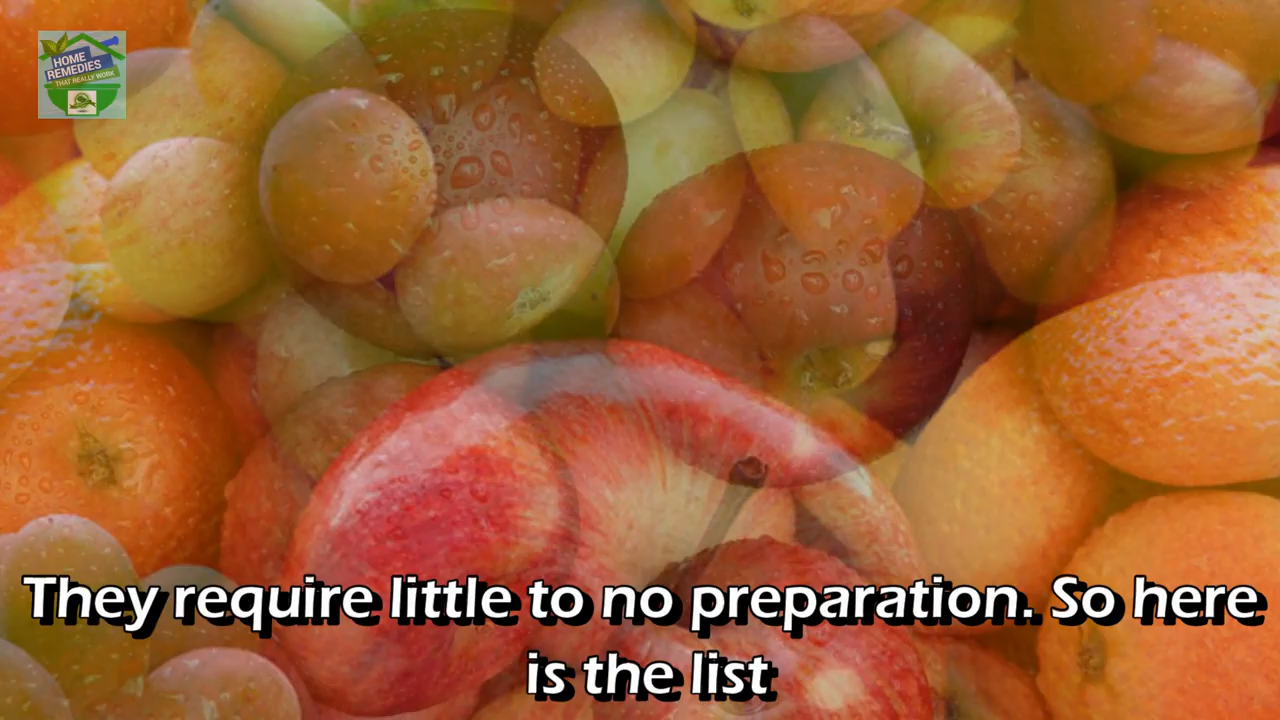 HOME
REMEDIES
THAT REALLY WORK
They require little to no preparation. So here
is the list